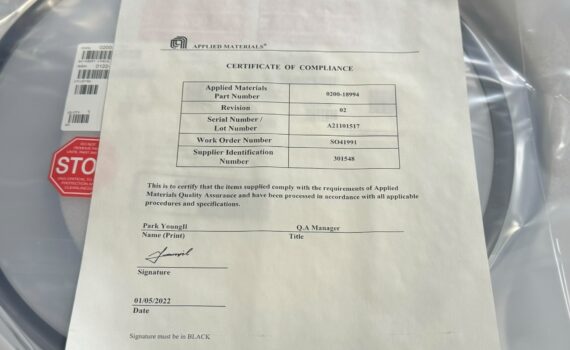 APPLIED MATERIALS®
CERTIFICATE OF COMPLIANCE
Applied Materials
Part Number
0200-18994
Revision
02
Serial Number /
Lot Number
A21101517
Work Order Number
SO41991
Supplier Identification
Number
301548
This is to certify that the items supplied comply with the requirements of Applied
Materials Quality Assurance and have been processed in accordance with all applicable
procedures and specifications.
Park YoungIl
Q.A Manager
Name (Print)
Title
Signature
01/05/2022
Date
Signature must be in BLACK
0200
STO